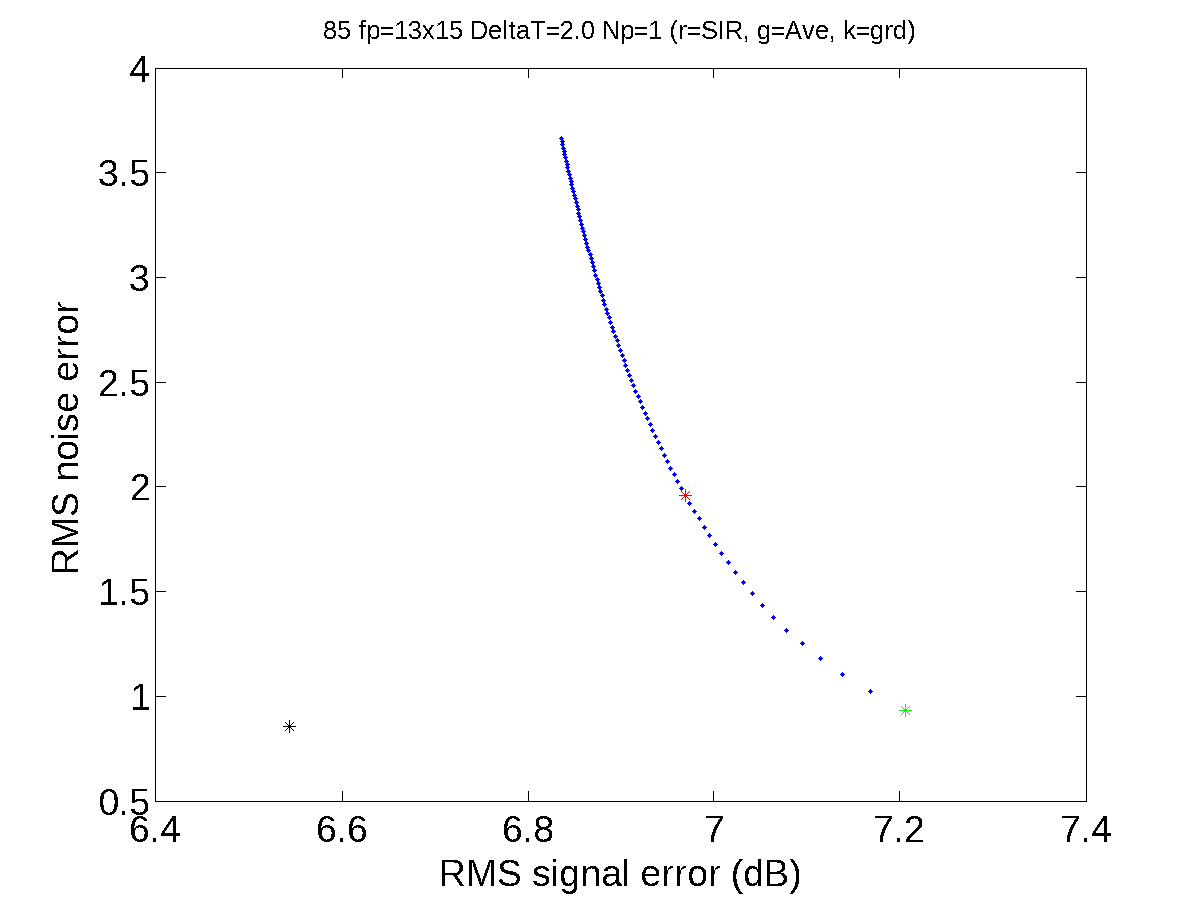 85 fp=13x15 DeltaT=2.0 Np=1 (r=SIR, g=Ave, k=grd)
4
3.5
3
2.5
2
1.5
1
0.5
RMS noise error
6.4 6.6 6.8 7 7.2 7.4
RMS signal error (dB)